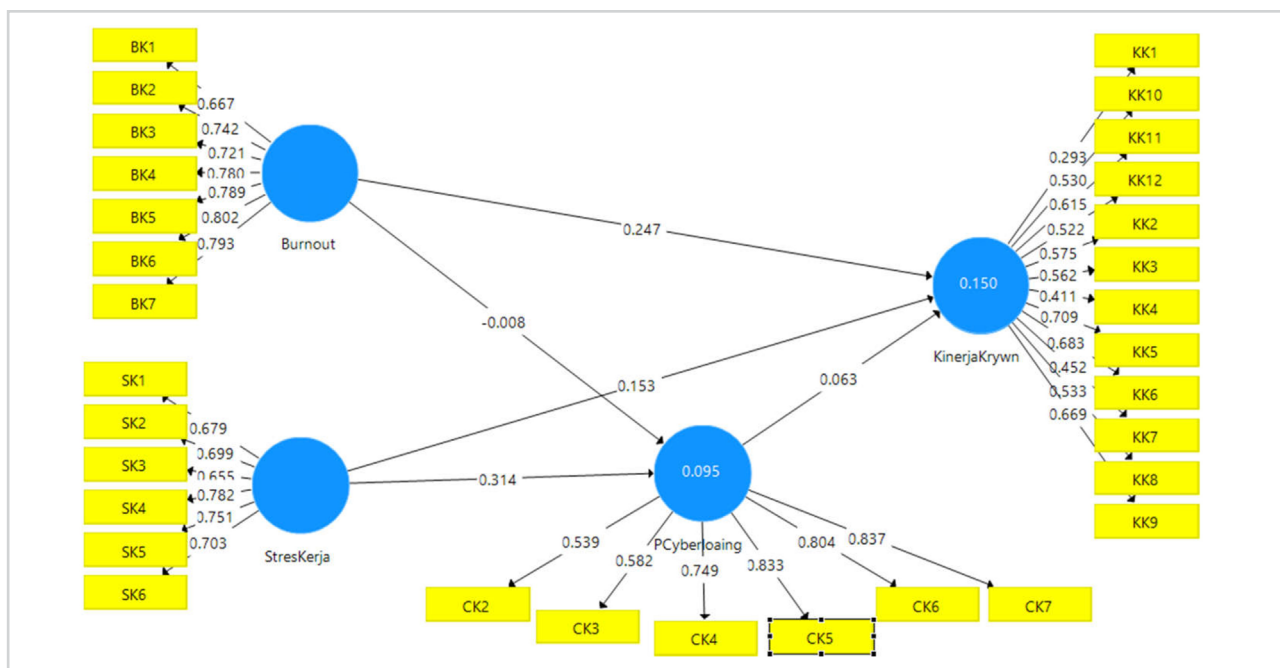 BK1
BK2
BK3
BK4
BK5
BK6
BK7
0.667
0.742
0.721
0.780
0.789
0.802
0.793
Burnout
SK1
SK2
SK3
SK4
SK5
SK6
0.679
0.699
0.655
0.782
0.751
0.703
StresKerja
0.247
-0.008
0.153
0.314
0.063
0.095
PCyberloaing
0.539
0.582
0.749
0.833
0.804
0.837
CK2
CK3
CK4
CK5
CK6
CK7
0.150
KinerjaKrywn
0.293
0.530
0.615
0.522
0.575
0.562
0.411
0.709
0.683
0.452
0.533
0.669
KK1
KK10
KK11
KK12
KK2
KK3
KK4
KK5
KK6
KK7
KK8
KK9